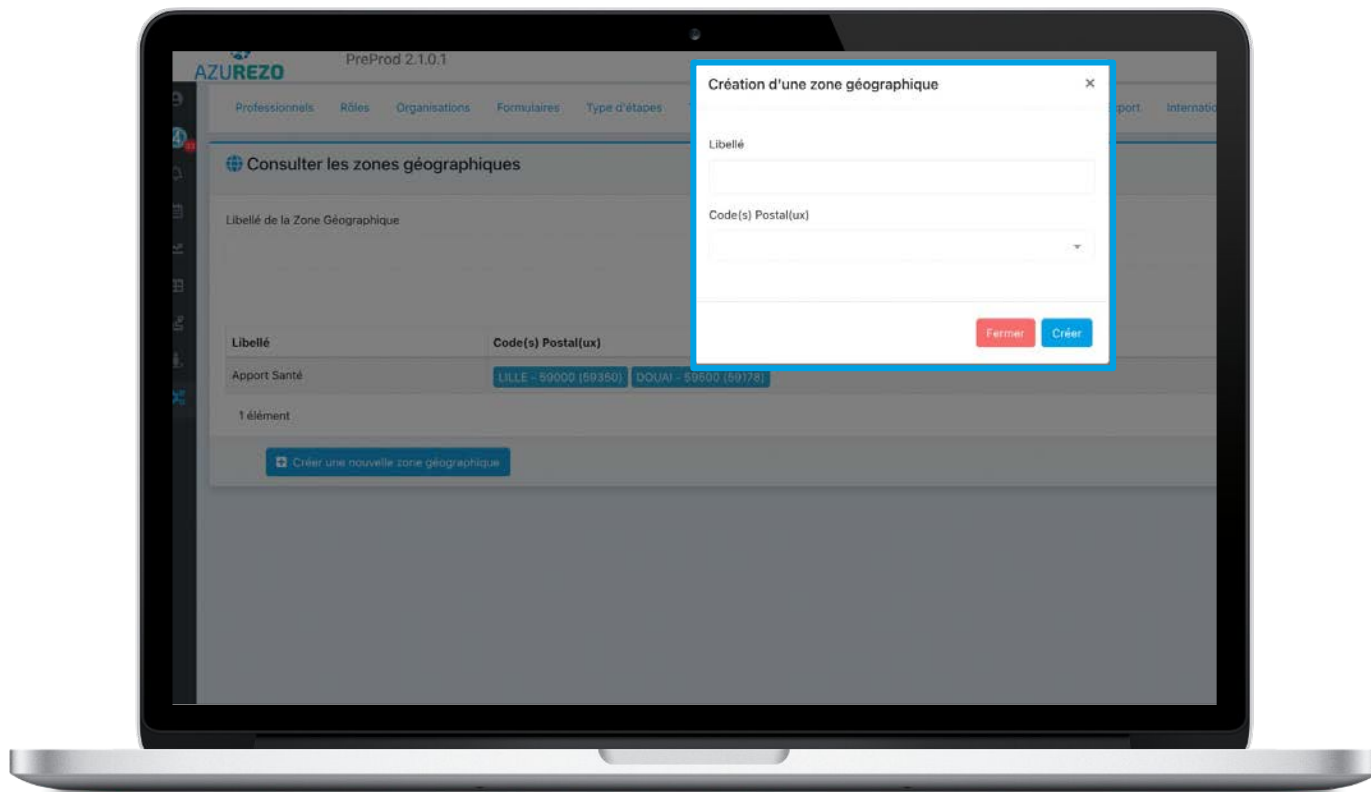 AZUREZO
PreProd 2.1.0.1
Professionnels Rôles Organisations Formulaires Type d'étapes
Consulter les zones géographiques
Libellé de la Zone Géographique
Libellé Code(s) Postal(ux)
Apport Santé LILLE - 59000 (59350) DOUAI - 59500 (59178)
1 élément
Créer une nouvelle zone géographique
Création d'une zone géographique ×
Libellé
Code(s) Postal(ux)
Fermer Créer